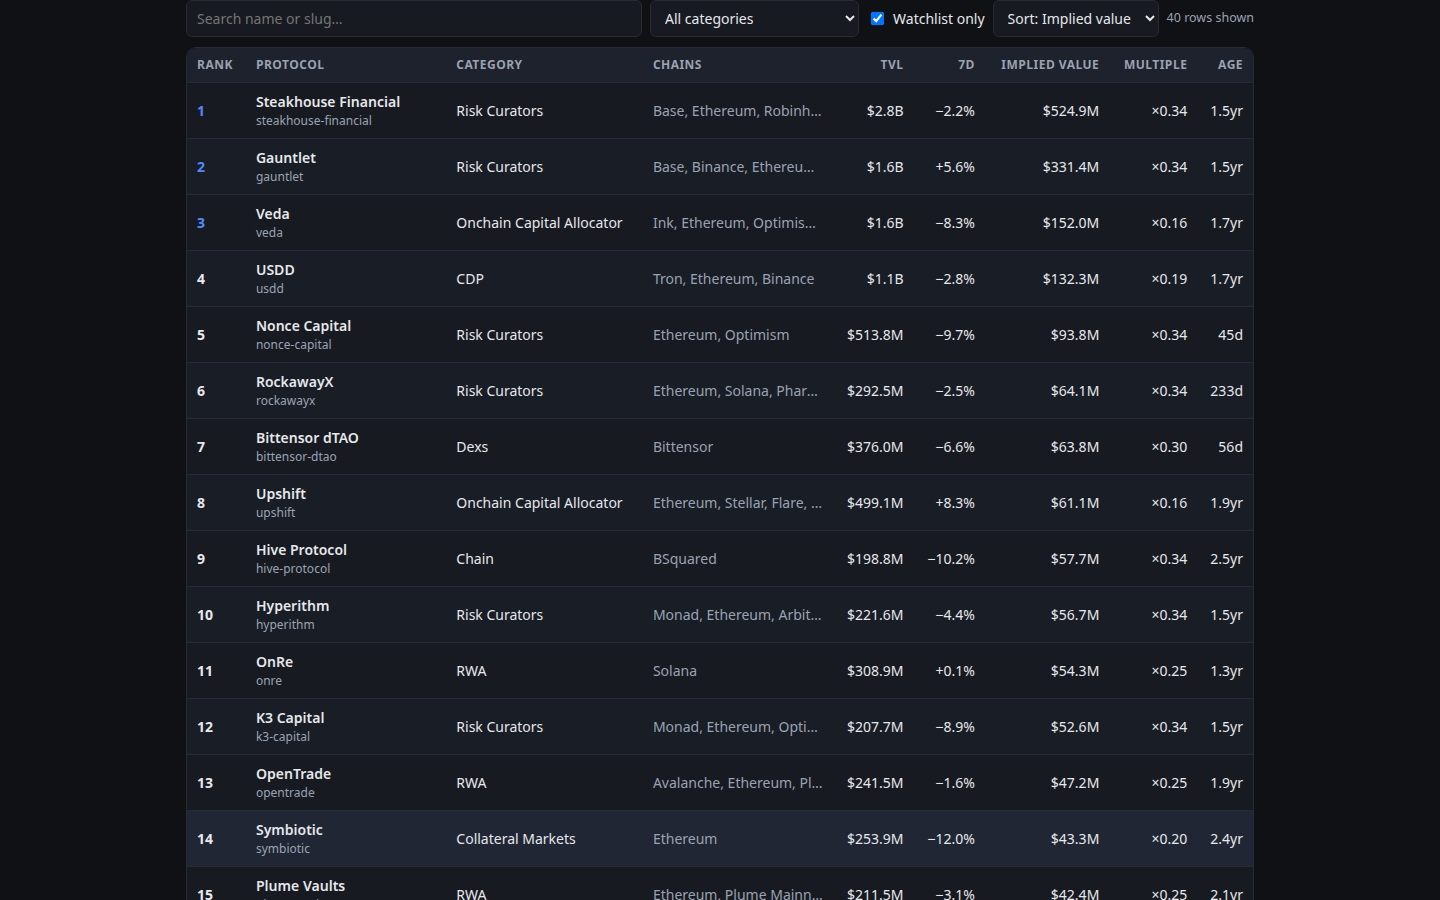 Search name or slug...
All categories
Watchlist only
Sort: Implied value
40 rows shown
RANK PROTOCOL CATEGORY CHAINS TVL 7D IMPLIED VALUE MULTIPLE AGE
1 Steakhouse Financial Risk Curators Base, Ethereum, Robinh... $2.8B −2.2% $524.9M ×0.34 1.5yr
steakhouse-financial
2 Gauntlet Risk Curators Base, Binance, Ethereu... $1.6B +5.6% $331.4M ×0.34 1.5yr
gauntlet
3 Veda Onchain Capital Allocator Ink, Ethereum, Optimis... $1.6B −8.3% $152.0M ×0.16 1.7yr
veda
4 USDD CDP Tron, Ethereum, Binance $1.1B −2.8% $132.3M ×0.19 1.7yr
usdd
5 Nonce Capital Risk Curators Ethereum, Optimism $513.8M −9.7% $93.8M ×0.34 45d
nonce-capital
6 RockawayX Risk Curators Ethereum, Solana, Phar... $292.5M −2.5% $64.1M ×0.34 233d
rockawayx
7 Bittensor dTAO Dexs Bittensor $376.0M −6.6% $63.8M ×0.30 56d
bittensor-dtao
8 Upshift Onchain Capital Allocator Ethereum, Stellar, Flare, ... $499.1M +8.3% $61.1M ×0.16 1.9yr
upshift
9 Hive Protocol Chain BSquared $198.8M −10.2% $57.7M ×0.34 2.5yr
hive-protocol
10 Hyperithm Risk Curators Monad, Ethereum, Arbit... $221.6M −4.4% $56.7M ×0.34 1.5yr
hyperithm
11 OnRe RWA Solana $308.9M +0.1% $54.3M ×0.25 1.3yr
onre
12 K3 Capital Risk Curators Monad, Ethereum, Opti... $207.7M −8.9% $52.6M ×0.34 1.5yr
k3-capital
13 OpenTrade RWA Avalanche, Ethereum, Pl... $241.5M −1.6% $47.2M ×0.25 1.9yr
opentrade
14 Symbiotic Collateral Markets Ethereum $253.9M −12.0% $43.3M ×0.20 2.4yr
symbiotic
15 Plume Vaults RWA Ethereum, Plume Mainn... $211.5M −3.1% $42.4M ×0.25 2.1yr